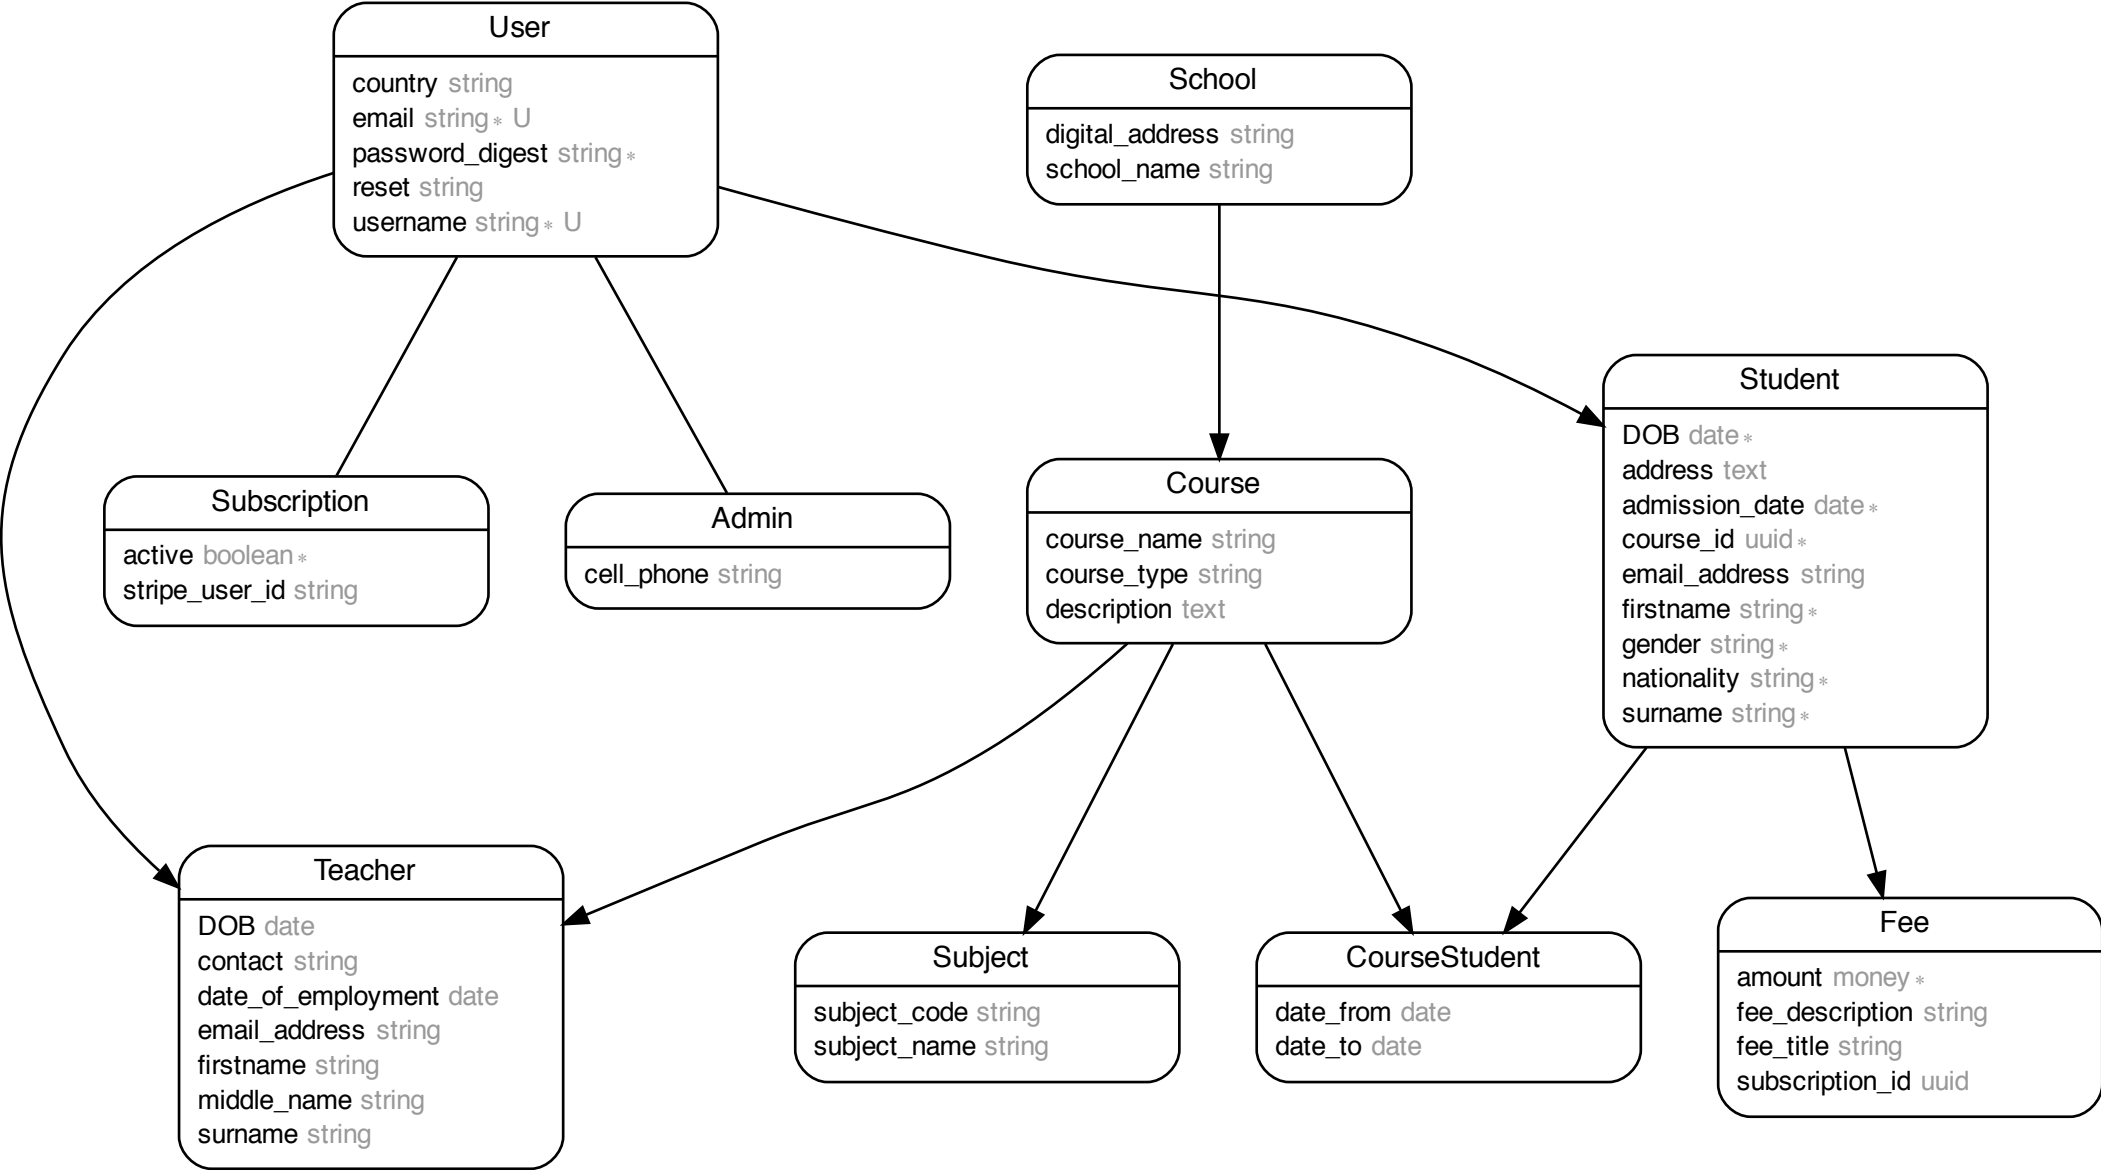 User
country string
email string* U
password_digest string*
reset string
username string* U
School
digital_address string
school_name string
Student
DOB date*
address text
admission_date date*
course_id uuid*
email_address string
firstname string*
gender string*
nationality string*
surname string*
Subscription
active boolean*
stripe_user_id string
Admin
cell_phone string
Course
course_name string
course_type string
description text
Teacher
DOB date
contact string
date_of_employment date
email_address string
firstname string
middle_name string
surname string
Subject
subject_code string
subject_name string
CourseStudent
date_from date
date_to date
Fee
amount money*
fee_description string
fee_title string
subscription_id uuid